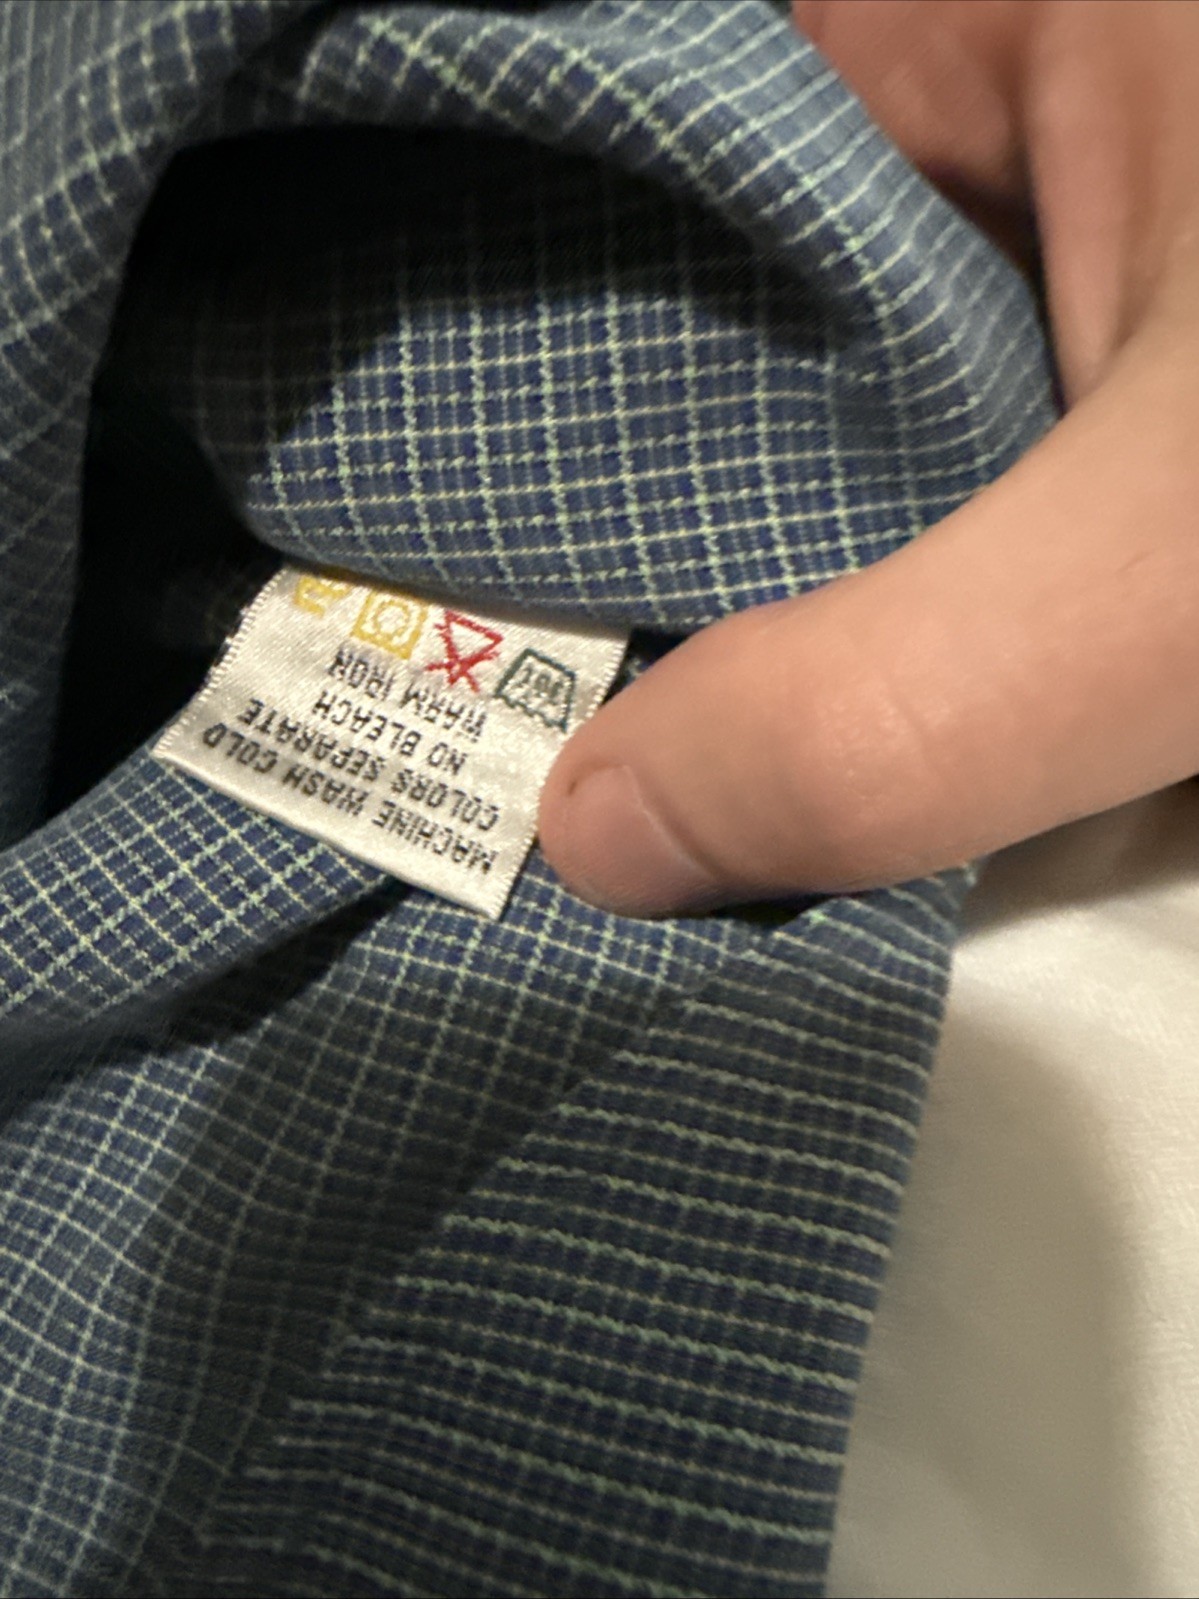 MACHINE WASH COLD
COLORS SEPARATE
NO BLEACH
WARM IRON